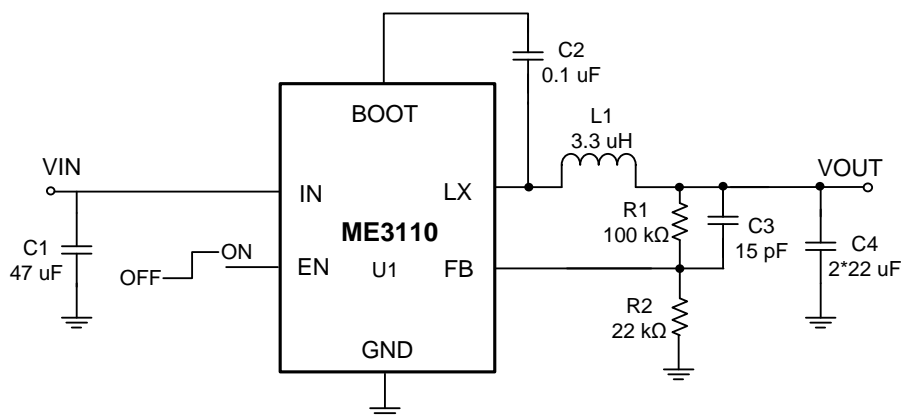 C2
0.1 uF
BOOT
L1
3.3 uH
VIN
VOUT
IN
LX
R1
100 kΩ
C3
15 pF
C1
47 uF
ME3110
ON
OFF
EN
U1
FB
C4
2*22 uF
R2
22 kΩ
GND